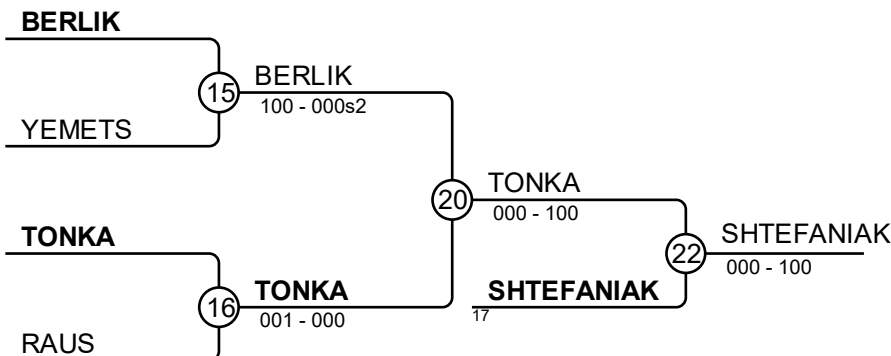 BERLIK
15
BERLIK
100 - 000s2
YEMETS
20
TONKA
000 - 100
TONKA
22
SHTEFANIAK
000 - 100
16
TONKA
001 - 000
SHTEFANIAK
17
RAUS